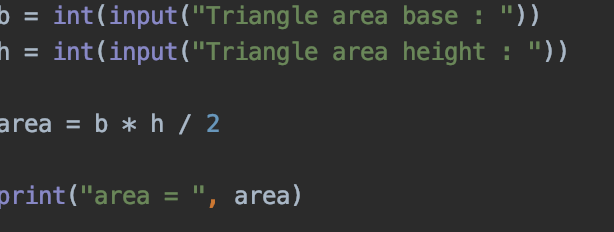 b = int(input("Triangle area base : "))
h = int(input("Triangle area height : "))
area = b * h / 2
print("area = ", area)